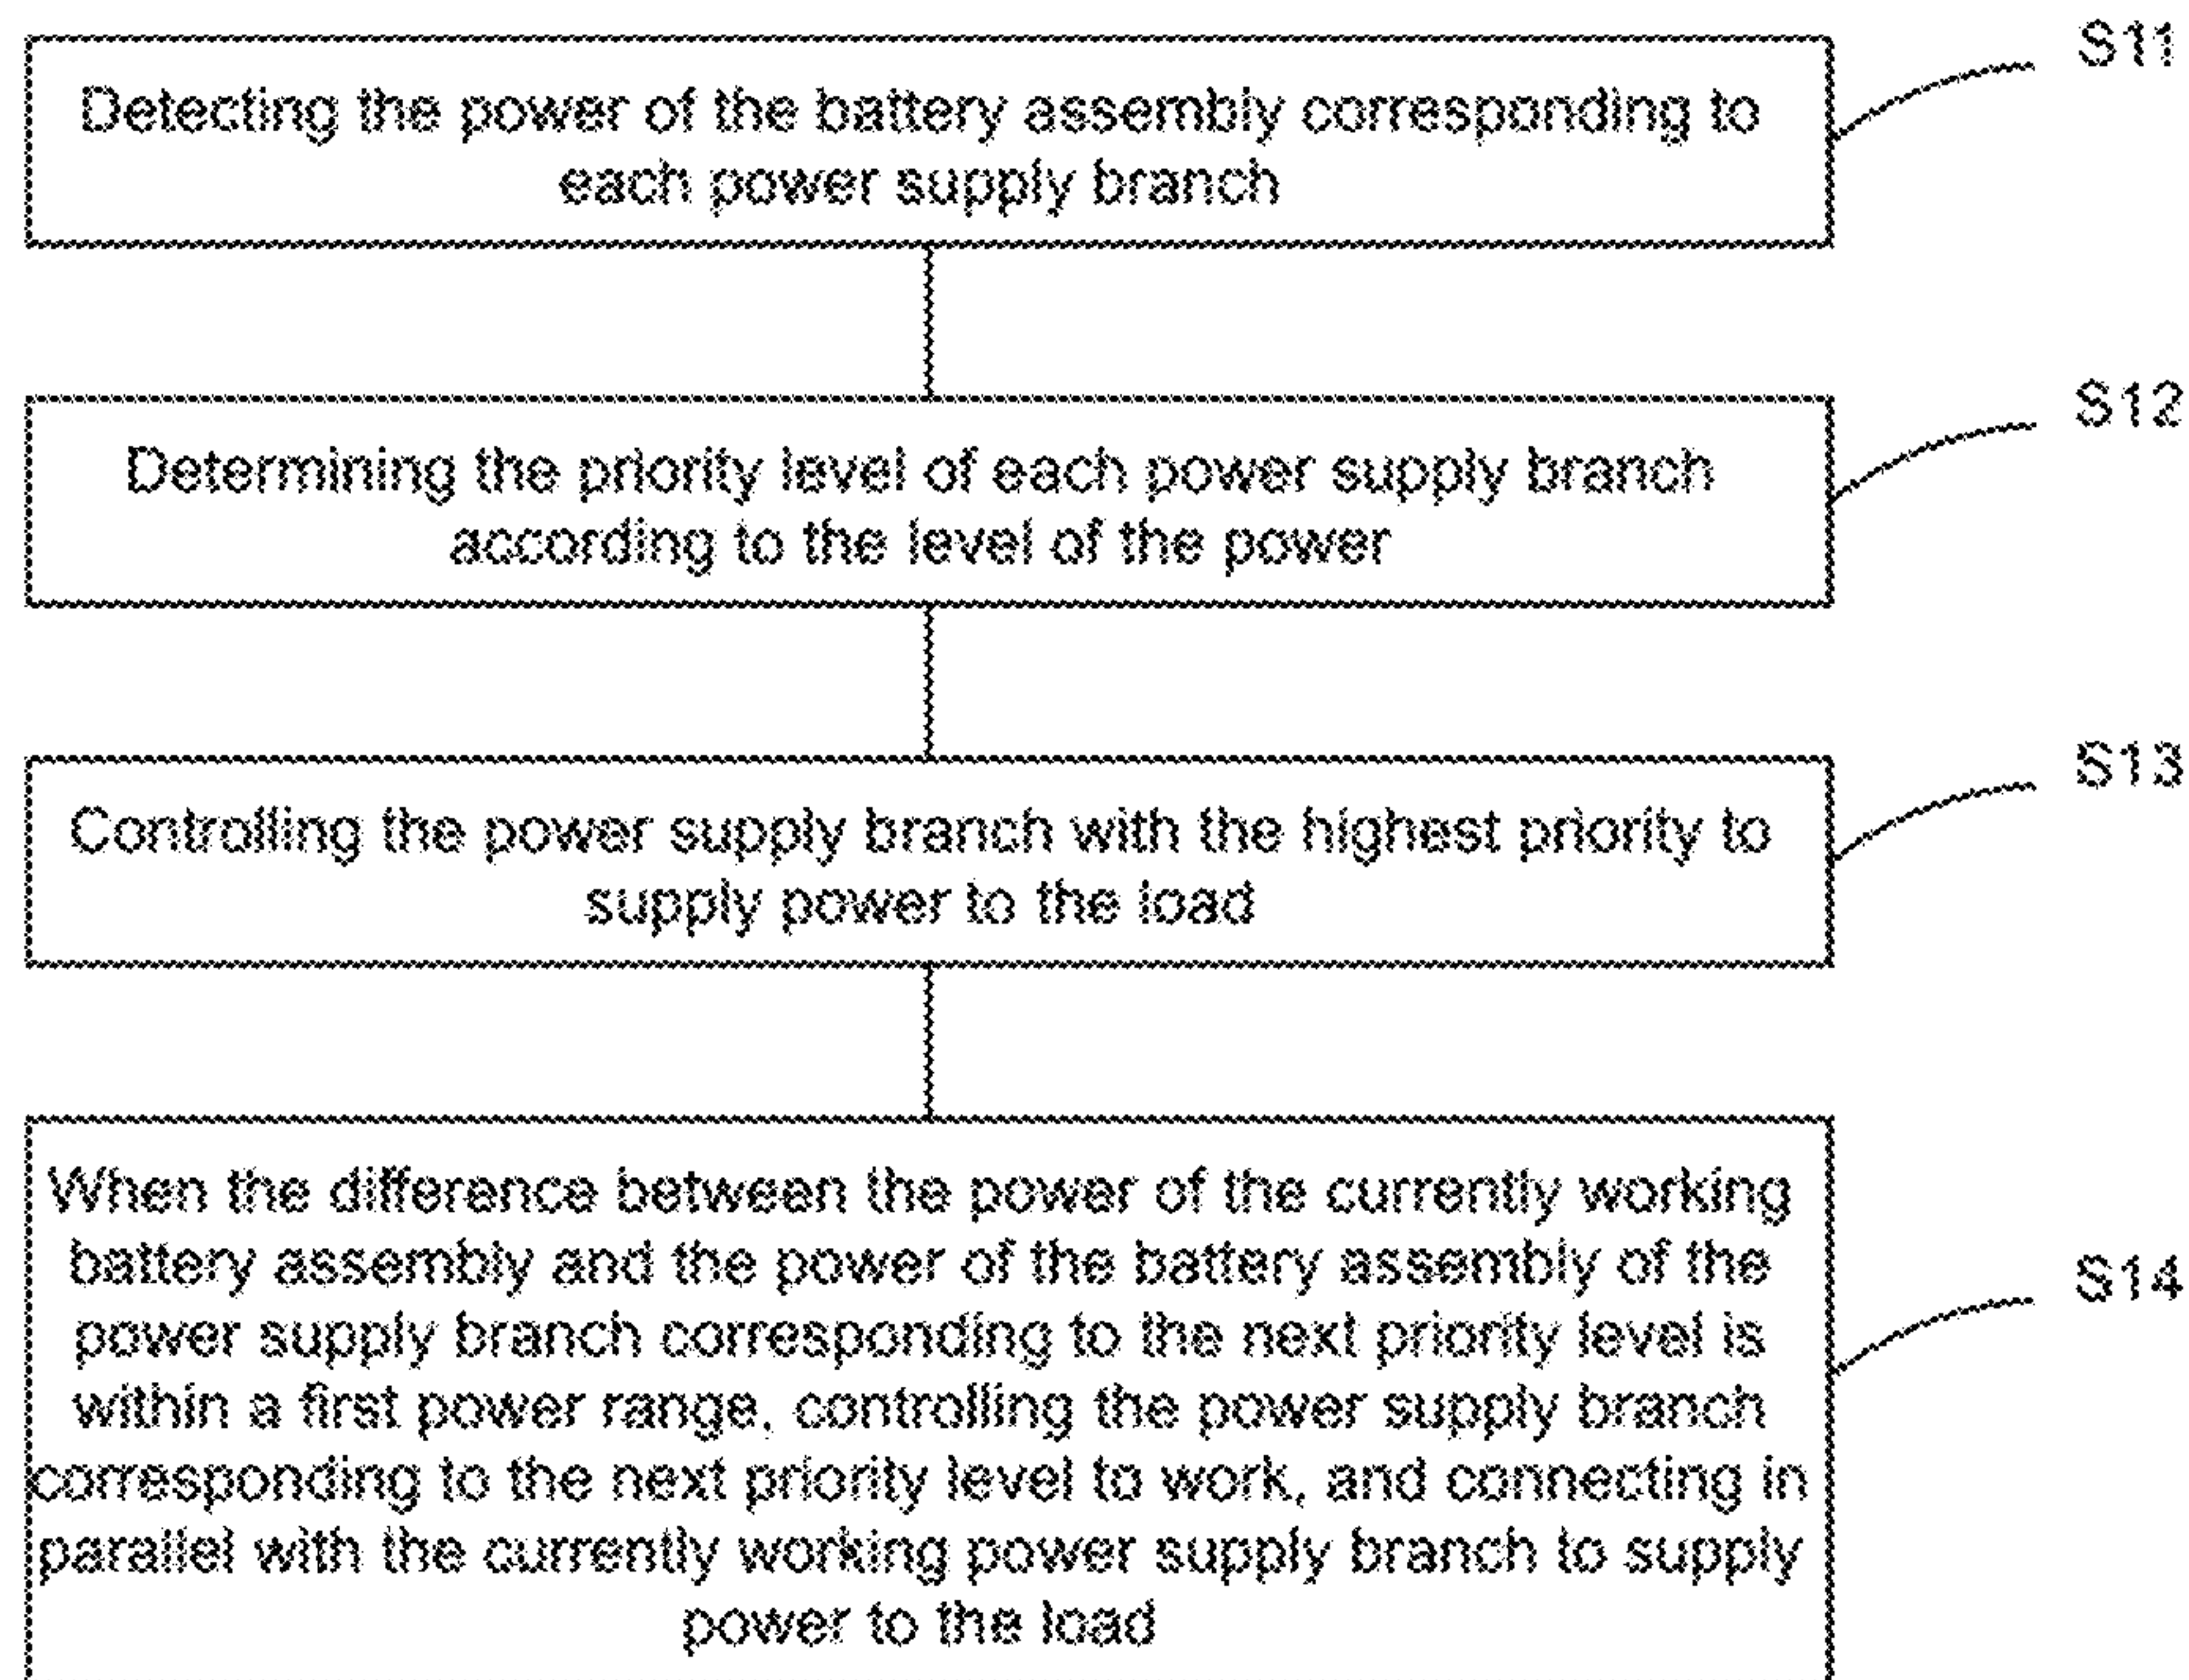 S11
Detecting the power of the battery assembly corresponding to
each power supply branch
S12
Determining the priority level of each power supply branch
according to the level of the power
S13
Controlling the power supply branch with the highest priority to
supply power to the load
When the difference between the power of the currently working
battery assembly and the power of the battery assembly of the
S14
power supply branch corresponding to the next priority level is
within a first power range, controlling the power supply branch
corresponding to the next priority level to work, and connecting in
parallel with the currently working power supply branch to supply
power to the load